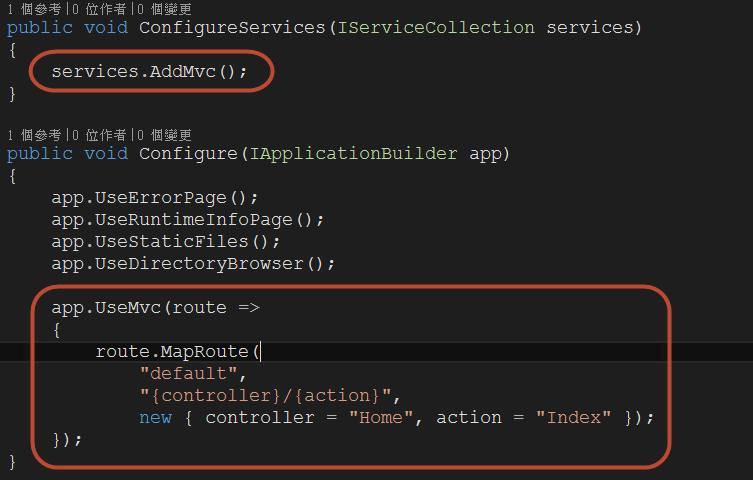 1 個參考|0 位作者|0 個變更
public void ConfigureServices(IServiceCollection services)
{
services.AddMvc();
}
1 個參考|0 位作者|0 個變更
public void Configure(IApplicationBuilder app)
{
app.UseErrorPage();
app.UseRuntimeInfoPage();
app.UseStaticFiles();
app.UseDirectoryBrowser();
app.UseMvc(route =>
{
route.MapRoute(
"default",
"{controller}/{action}",
new { controller = "Home", action = "Index" });
});
}